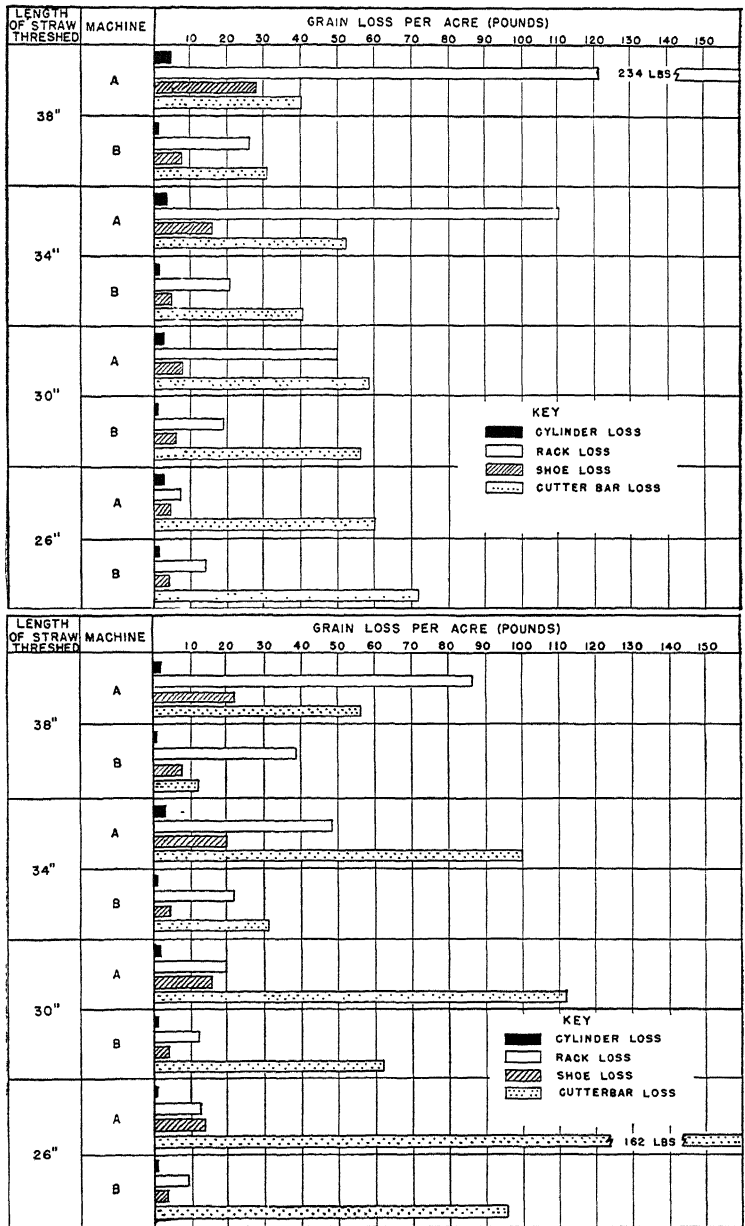 LENGTH OF STRAW THRESHED
MACHINE
GRAIN LOSS PER ACRE (POUNDS)
10 20 30 40 50 60 70 80 90 100 110 120 130 140 150
38"
A
234 LBS
B
34"
A
B
30"
A
B
26"
A
B
KEY
CYLINDER LOSS
RACK LOSS
SHOE LOSS
CUTTER BAR LOSS
LENGTH OF STRAW THRESHED
MACHINE
GRAIN LOSS PER ACRE (POUNDS)
10 20 30 40 50 60 70 80 90 100 110 120 130 140 150
38"
A
B
34"
A
B
30"
A
B
KEY
CYLINDER LOSS
RACK LOSS
SHOE LOSS
CUTTERBAR LOSS
26"
A
162 LBS
B